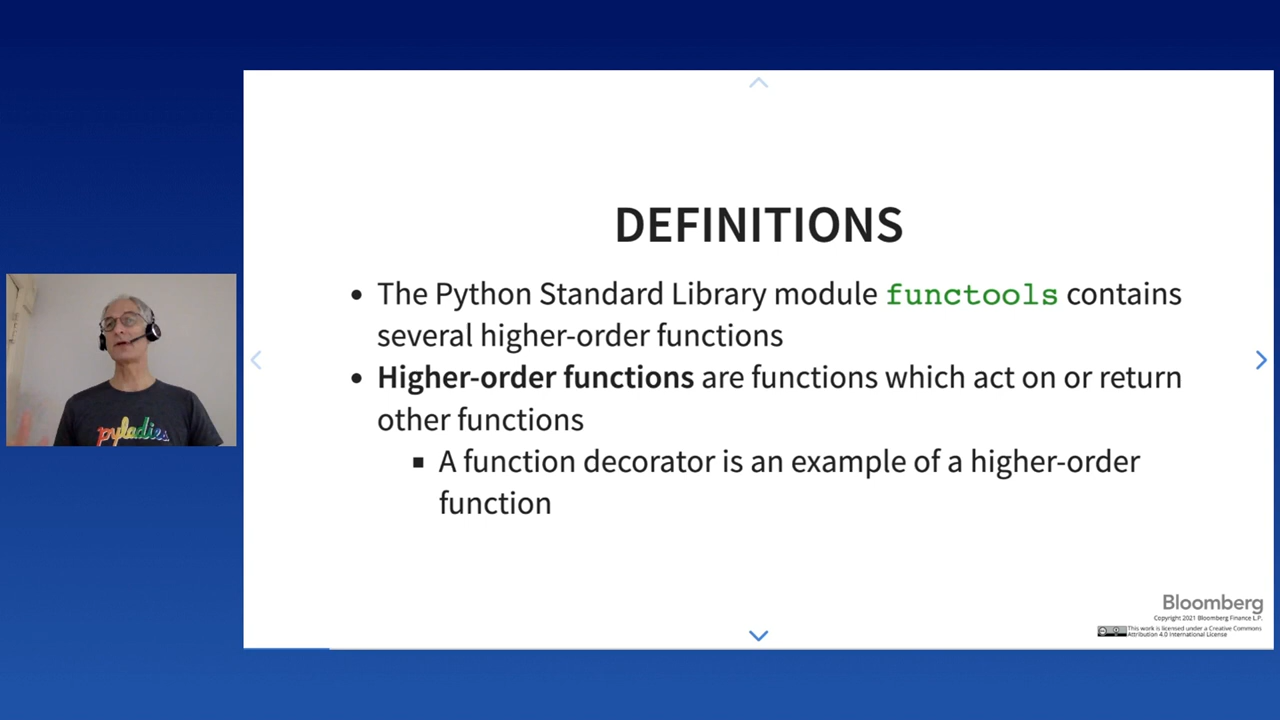 DEFINITIONS
• The Python Standard Library module functools contains
several higher-order functions
• Higher-order functions are functions which act on or return
other functions
▪ A function decorator is an example of a higher-order
function
pyladies
Bloomberg
Copyright 2021 Bloomberg Finance L.P.
This work is licensed under a Creative Commons
Attribution 4.0 International License